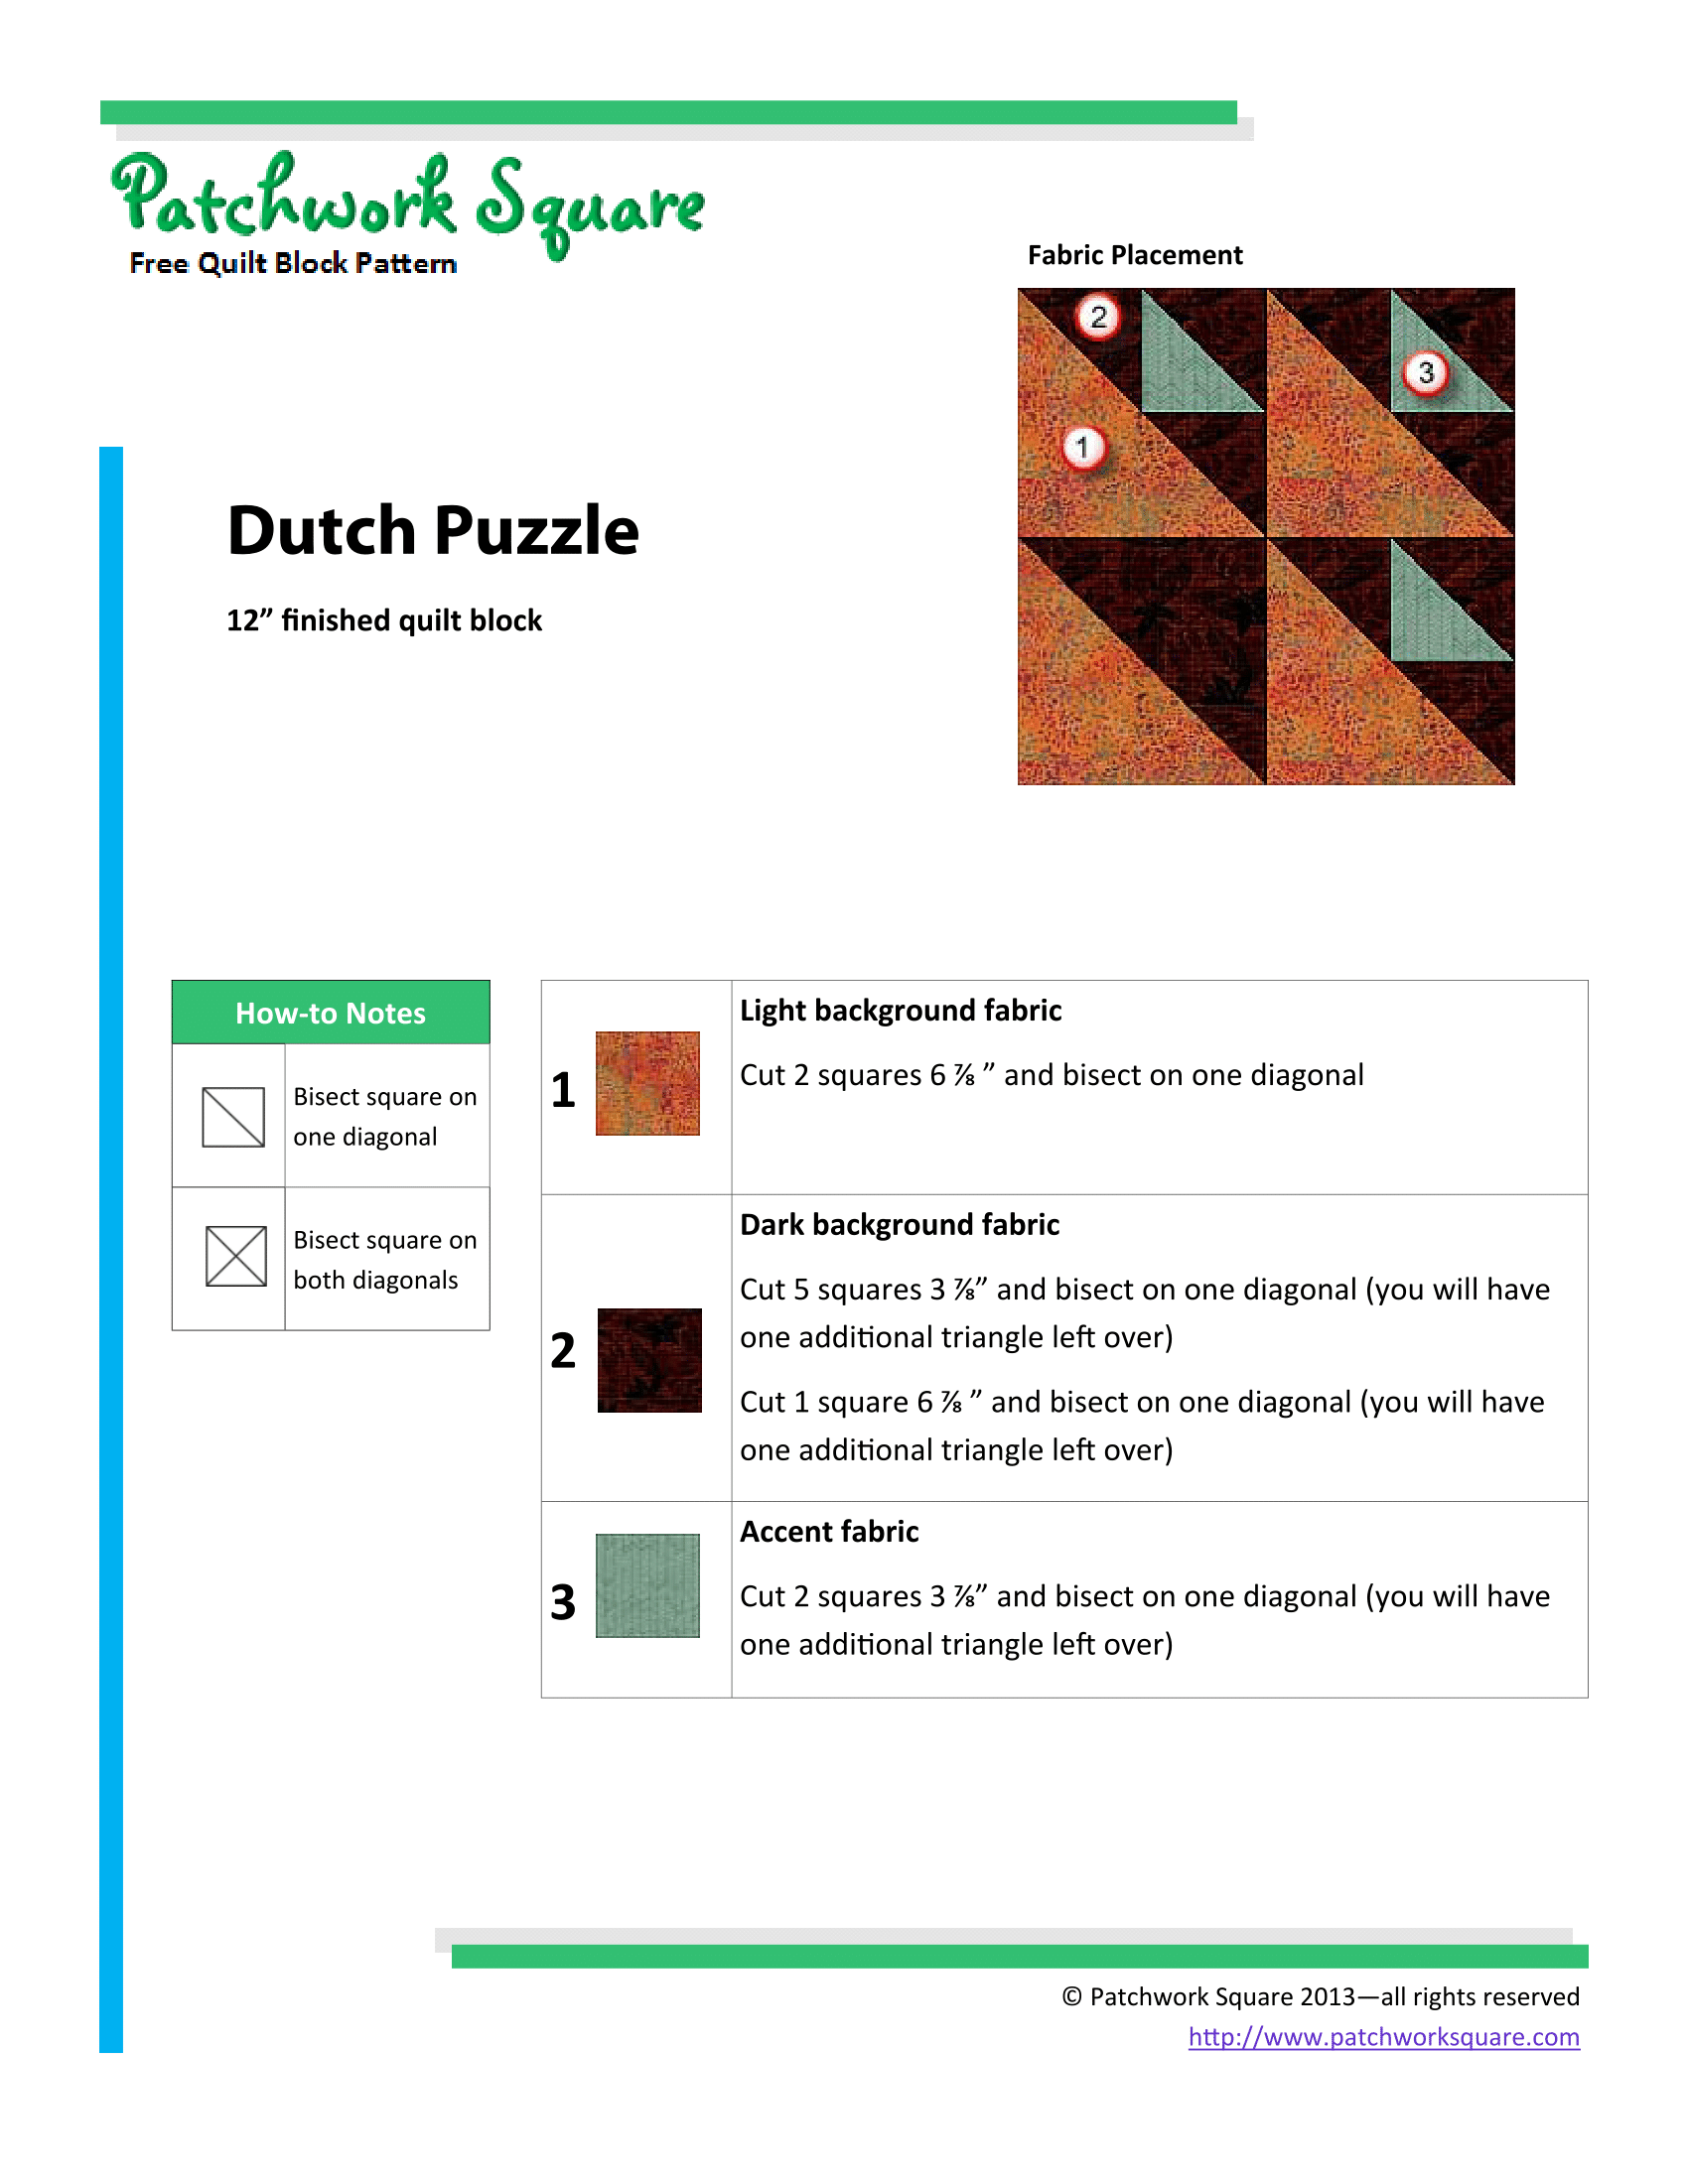 Patchwork Square
Free Quilt Block Pattern
Fabric Placement
2
3
1
Dutch Puzzle
12” finished quilt block
How-to Notes
Bisect square on
one diagonal
Bisect square on
both diagonals
1
Light background fabric
Cut 2 squares 6 ⅞ ” and bisect on one diagonal
2
Dark background fabric
Cut 5 squares 3 ⅞” and bisect on one diagonal (you will have
one additional triangle left over)
Cut 1 square 6 ⅞ ” and bisect on one diagonal (you will have
one additional triangle left over)
3
Accent fabric
Cut 2 squares 3 ⅞” and bisect on one diagonal (you will have
one additional triangle left over)
© Patchwork Square 2013—all rights reserved
http://www.patchworksquare.com